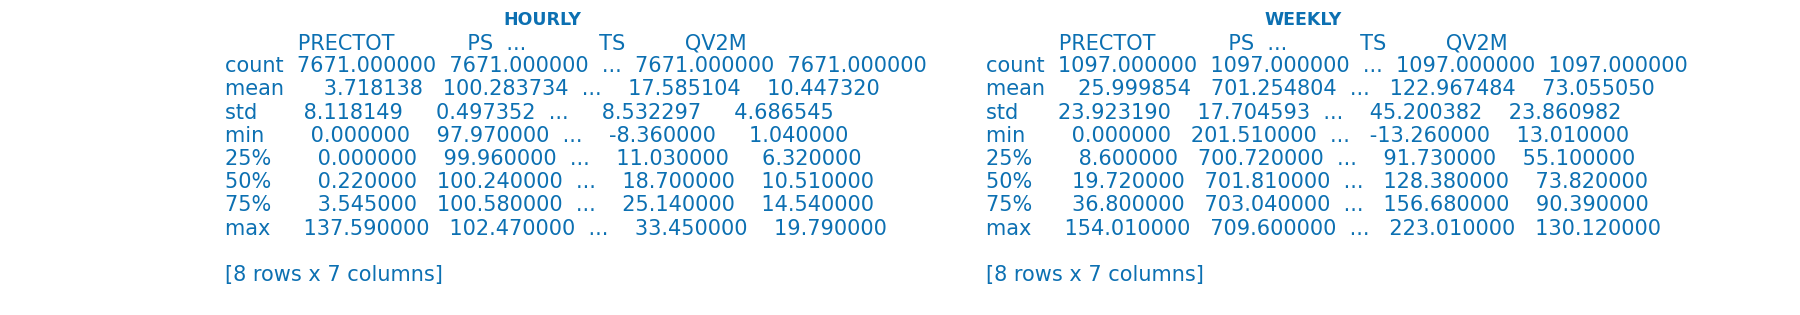 HOURLY
PRECTOT PS ... TS QV2M
count 7671.000000 7671.000000 ... 7671.000000 7671.000000
mean 3.718138 100.283734 ... 17.585104 10.447320
std 8.118149 0.497352 ... 8.532297 4.686545
min 0.000000 97.970000 ... -8.360000 1.040000
25% 0.000000 99.960000 ... 11.030000 6.320000
50% 0.220000 100.240000 ... 18.700000 10.510000
75% 3.545000 100.580000 ... 25.140000 14.540000
max 137.590000 102.470000 ... 33.450000 19.790000
[8 rows x 7 columns]
WEEKLY
PRECTOT PS ... TS QV2M
count 1097.000000 1097.000000 ... 1097.000000 1097.000000
mean 25.999854 701.254804 ... 122.967484 73.055050
std 23.923190 17.704593 ... 45.200382 23.860982
min 0.000000 201.510000 ... -13.260000 13.010000
25% 8.600000 700.720000 ... 91.730000 55.100000
50% 19.720000 701.810000 ... 128.380000 73.820000
75% 36.800000 703.040000 ... 156.680000 90.390000
max 154.010000 709.600000 ... 223.010000 130.120000
[8 rows x 7 columns]